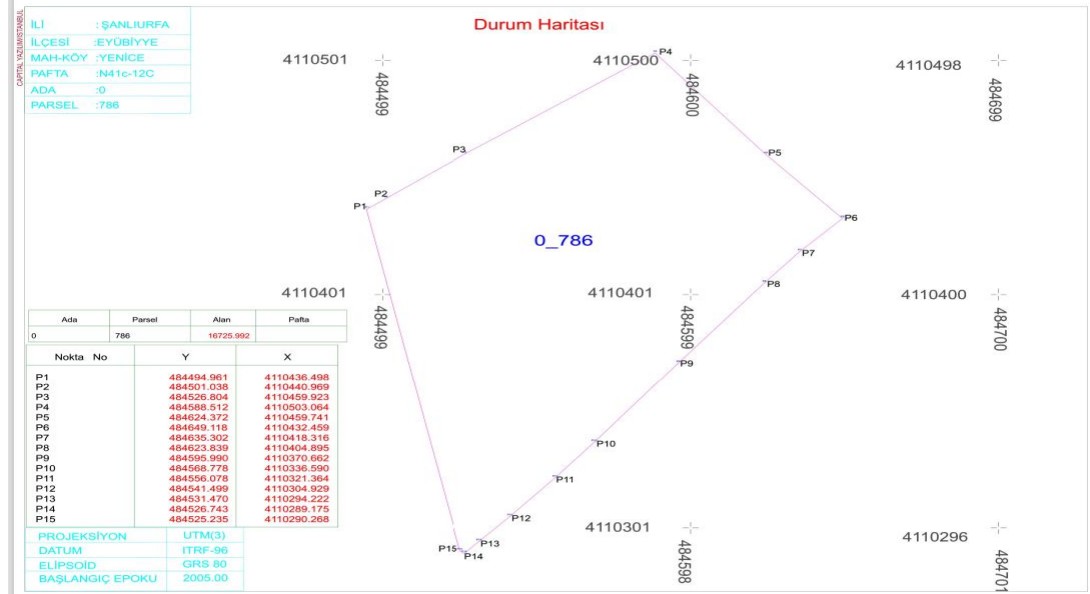 CAPITAL YAZILIM/İSTANBUL
İLİ : ŞANLIURFA
İLÇESİ :EYÜBİYYE
MAH-KÖY :YENİCE
PAFTA :N41c-12C
ADA :0
PARSEL :786
Durum Haritası
4110501
484499
4110500
484600
4110498
484699
P4
P3
P5
P2
P1
P6
0_786
P7
P8
4110401
484499
4110401
484599
4110400
484700
P9
P10
P11
P12
P13
P15
P14
4110301
484598
4110296
484701
Ada Parsel Alan Pafta
0 786 16725.992
Nokta No Y X
P1 484494.961 4110436.498
P2 484501.038 4110440.969
P3 484526.804 4110459.923
P4 484588.512 4110503.064
P5 484624.372 4110459.741
P6 484649.118 4110432.459
P7 484635.302 4110418.316
P8 484623.839 4110404.895
P9 484595.990 4110370.662
P10 484568.778 4110336.590
P11 484556.078 4110321.364
P12 484541.499 4110304.929
P13 484531.470 4110294.222
P14 484526.743 4110289.175
P15 484525.235 4110290.268
PROJEKSİYON UTM(3)
DATUM ITRF-96
ELİPSOİD GRS 80
BAŞLANGIÇ EPOKU 2005.00